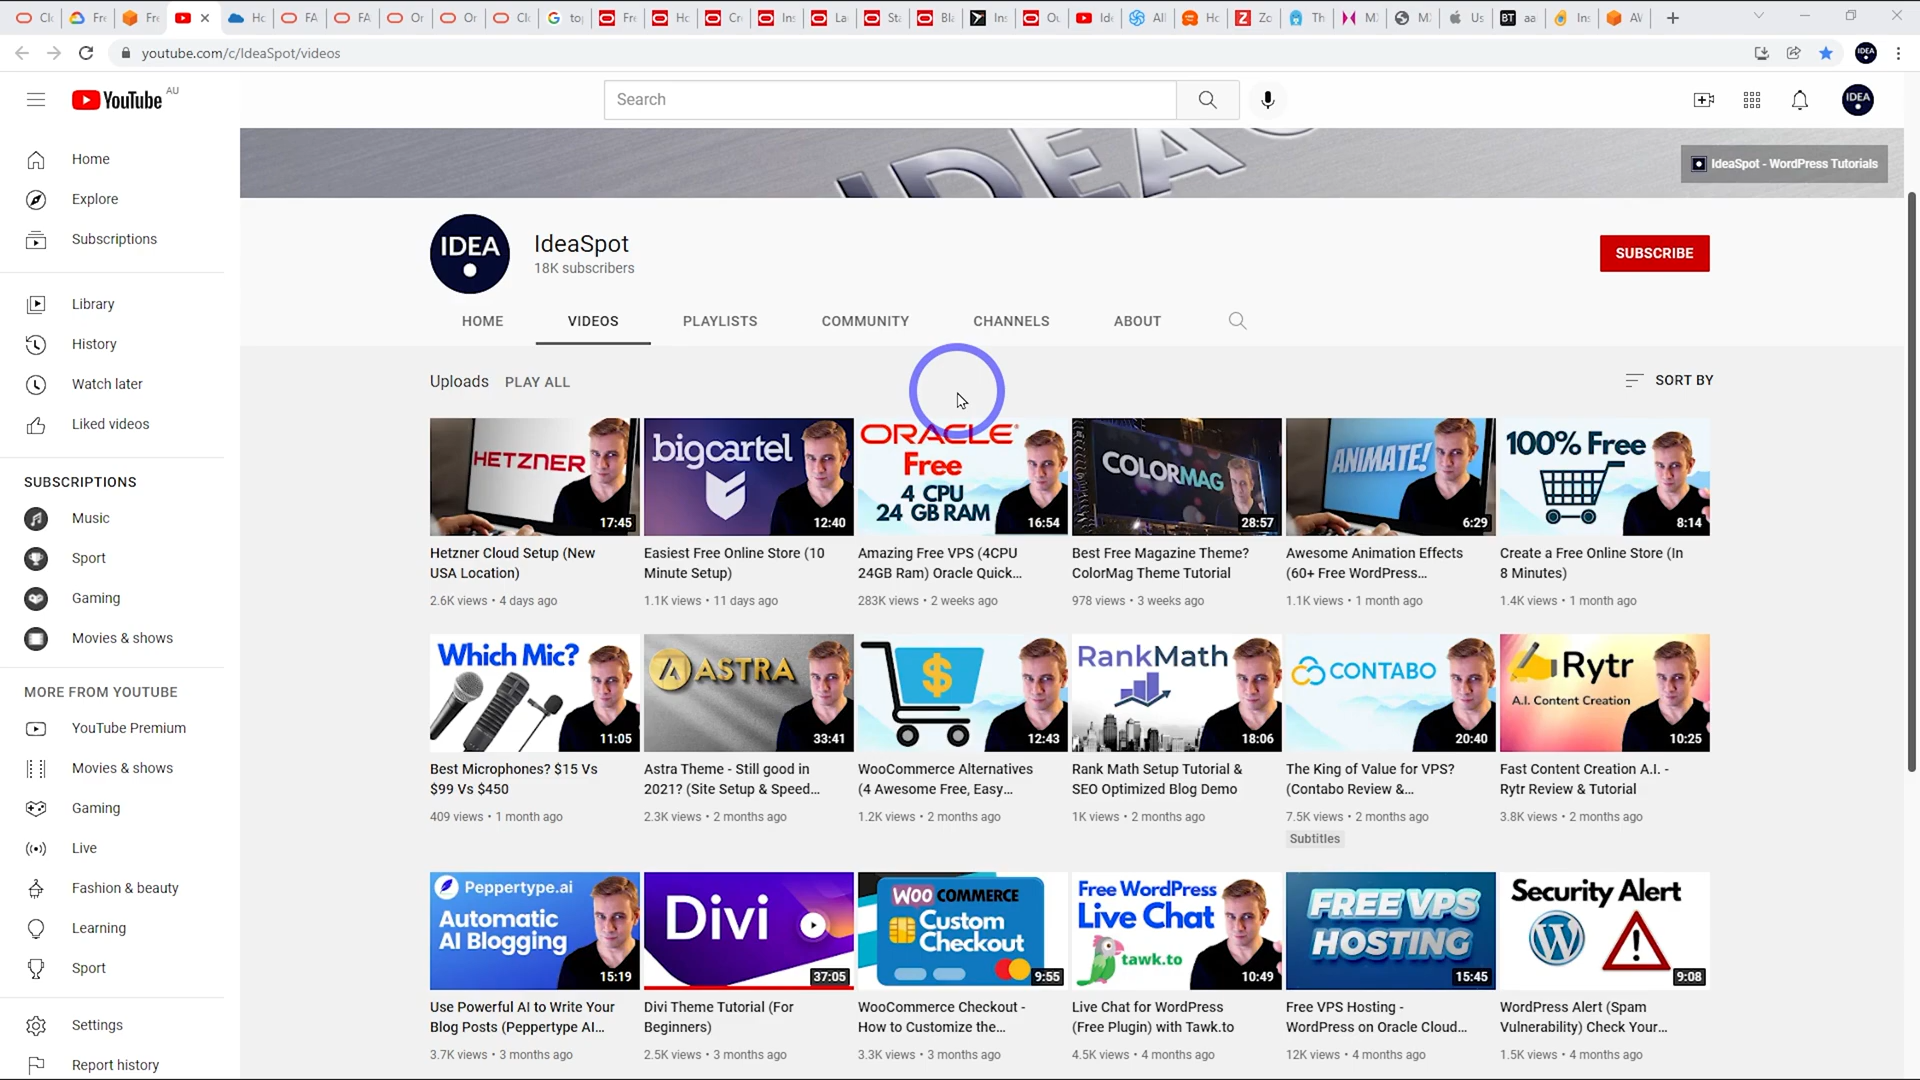 youtube.com/c/IdeaSpot/videos
YouTube AU
Search
IDEA
Home
Explore
Subscriptions
Library
History
Watch later
Liked videos
SUBSCRIPTIONS
Music
Sport
Gaming
Movies & shows
MORE FROM YOUTUBE
YouTube Premium
Movies & shows
Gaming
Live
Fashion & beauty
Learning
Sport
Settings
Report history
IDEA
IdeaSpot - WordPress Tutorials
IDEA
IdeaSpot
18K subscribers
SUBSCRIBE
HOME VIDEOS PLAYLISTS COMMUNITY CHANNELS ABOUT
Uploads PLAY ALL
SORT BY
HETZNER
17:45
Hetzner Cloud Setup (New
USA Location)
2.6K views • 4 days ago
bigcartel
12:40
Easiest Free Online Store (10
Minute Setup)
1.1K views • 11 days ago
ORACLE
Free
4 CPU
24 GB RAM
16:54
Amazing Free VPS (4CPU
24GB Ram) Oracle Quick...
283K views • 2 weeks ago
COLORMAG
28:57
Best Free Magazine Theme?
ColorMag Theme Tutorial
978 views • 3 weeks ago
ANIMATE!
6:29
Awesome Animation Effects
(60+ Free WordPress...
1.1K views • 1 month ago
100% Free
8:14
Create a Free Online Store (In
8 Minutes)
1.4K views • 1 month ago
Which Mic?
11:05
Best Microphones? $15 Vs
$99 Vs $450
409 views • 1 month ago
ASTRA
33:41
Astra Theme - Still good in
2021? (Site Setup & Speed...
2.3K views • 2 months ago
$
12:43
WooCommerce Alternatives
(4 Awesome Free, Easy...
1.2K views • 2 months ago
RankMath
18:06
Rank Math Setup Tutorial &
SEO Optimized Blog Demo
1K views • 2 months ago
CONTABO
20:40
The King of Value for VPS?
(Contabo Review &...
7.5K views • 2 months ago
Subtitles
Rytr
A.I. Content Creation
10:25
Fast Content Creation A.I. -
Rytr Review & Tutorial
3.8K views • 2 months ago
Peppertype.ai
Automatic
AI Blogging
15:19
Use Powerful AI to Write Your
Blog Posts (Peppertype AI...
3.7K views • 3 months ago
Divi
37:05
Divi Theme Tutorial (For
Beginners)
2.5K views • 3 months ago
WOO COMMERCE
Custom
Checkout
9:55
WooCommerce Checkout -
How to Customize the...
3.3K views • 3 months ago
Free WordPress
Live Chat
tawk.to
10:49
Live Chat for WordPress
(Free Plugin) with Tawk.to
4.5K views • 4 months ago
FREE VPS
HOSTING
15:45
Free VPS Hosting -
WordPress on Oracle Cloud...
12K views • 4 months ago
Security Alert
9:08
WordPress Alert (Spam
Vulnerability) Check Your...
1.5K views • 4 months ago